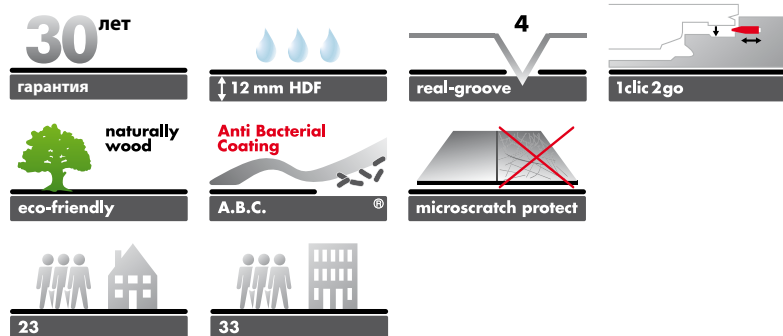 30 лет
гарантия
12 mm HDF
4
real-groove
1clic 2go
naturally
wood
eco-friendly
Anti Bacterial
Coating
A.B.C. ®
microscratch protect
23
33